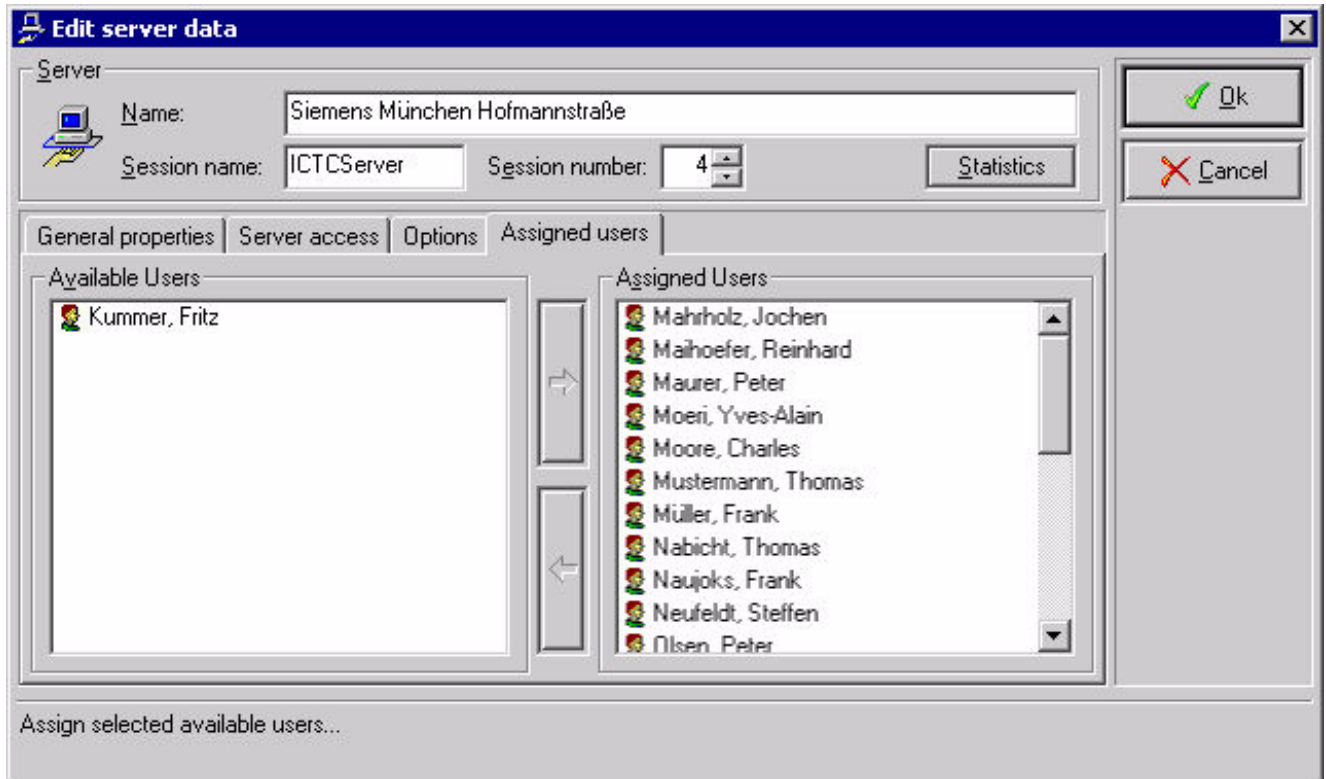 Edit server data
Server
Name: Siemens München Hofmannstraße
Session name: ICTCServer Session number: 4 Statistics
Ok
Cancel
General properties Server access Options Assigned users
Available Users
Kummer, Fritz
Assigned Users
Mahrholz, Jochen
Maihoefer, Reinhard
Maurer, Peter
Moeri, Yves-Alain
Moore, Charles
Mustermann, Thomas
Müller, Frank
Nabicht, Thomas
Naujoks, Frank
Neufeldt, Steffen
Olsen, Peter
Assign selected available users...